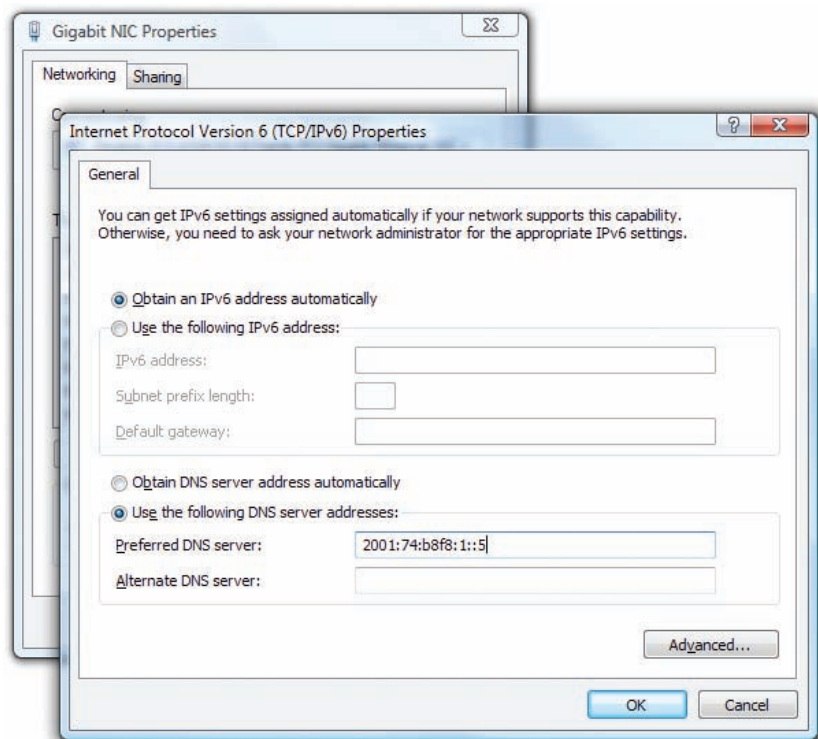 Gigabit NIC Properties
Networking Sharing
Internet Protocol Version 6 (TCP/IPv6) Properties
General
You can get IPv6 settings assigned automatically if your network supports this capability.
Otherwise, you need to ask your network administrator for the appropriate IPv6 settings.
Obtain an IPv6 address automatically
Use the following IPv6 address:
IPv6 address:
Subnet prefix length:
Default gateway:
Obtain DNS server address automatically
Use the following DNS server addresses:
Preferred DNS server: 2001:74:b8f8:1::5
Alternate DNS server:
Advanced...
OK Cancel